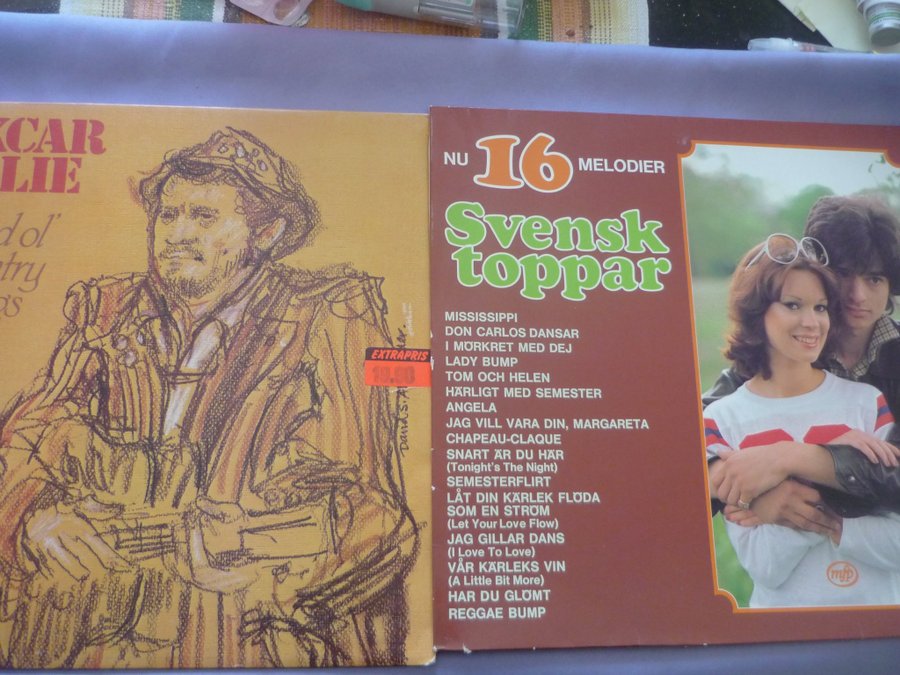 XCAR
LIE
d ol'
ntry
gs
EXTRAPRIS
NU 16 MELODIER
Svensk
toppar
MISSISSIPPI
DON CARLOS DANSAR
I MÖRKRET MED DEJ
LADY BUMP
TOM OCH HELEN
HÄRLIGT MED SEMESTER
ANGELA
JAG VILL VARA DIN, MARGARETA
CHAPEAU-CLAQUE
SNART ÄR DU HÄR
(Tonight's The Night)
SEMESTERFLIRT
LÅT DIN KÄRLEK FLÖDA
SOM EN STRÖM
(Let Your Love Flow)
JAG GILLAR DANS
(I Love To Love)
VÅR KÄRLEKS VIN
(A Little Bit More)
HAR DU GLÖMT
REGGAE BUMP
mfp